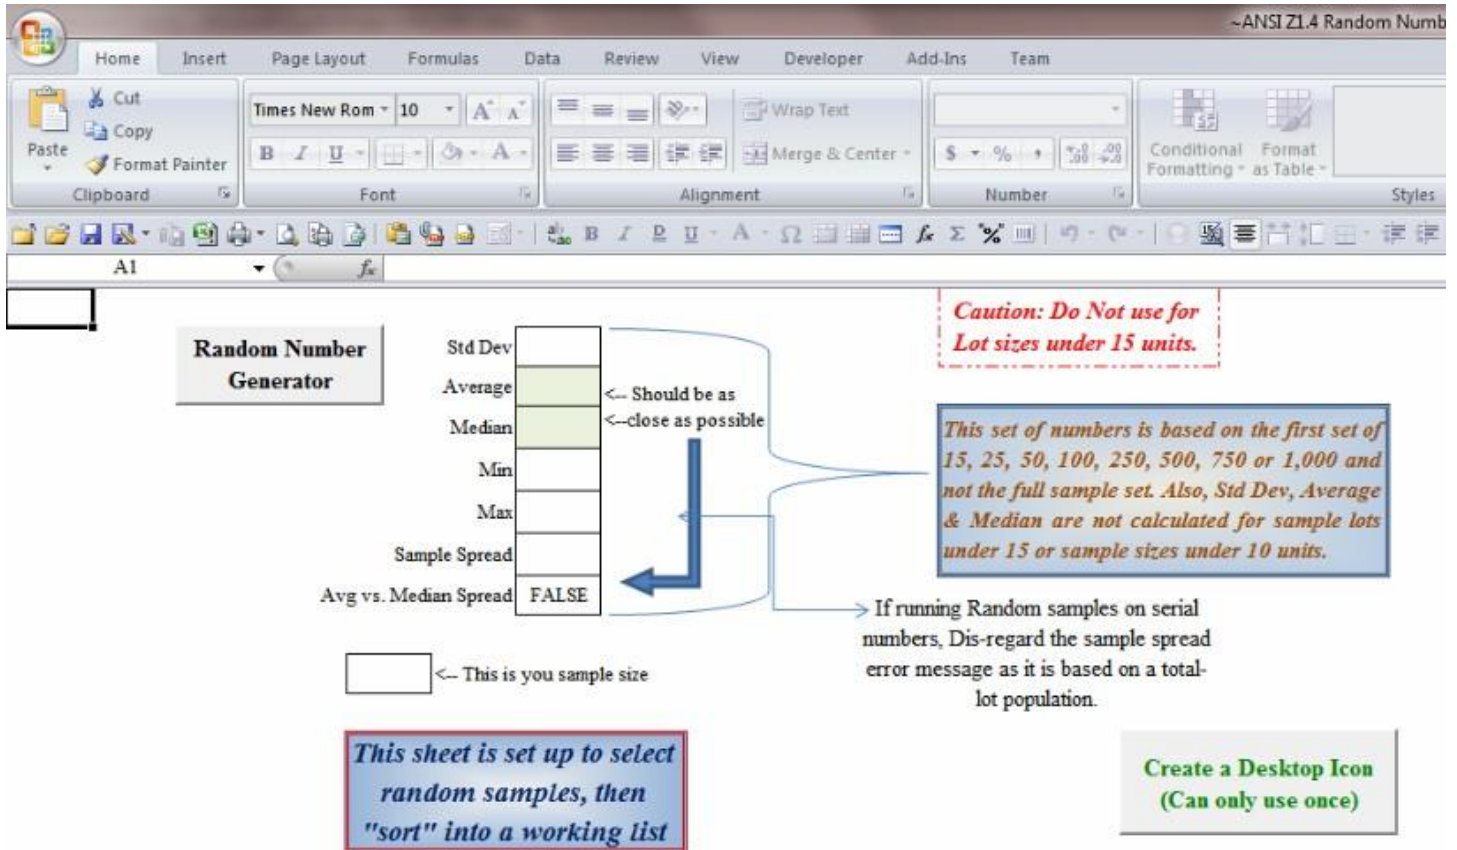 ~ANSI Z1.4 Random Numb
Home Insert Page Layout Formulas Data Review View Developer Add-Ins Team
Cut
Copy
Paste
Format Painter
Clipboard
Times New Rom 10
B I U A
Font
Wrap Text
Merge & Center
Alignment
$ % ,
Number
Conditional Formatting
Format as Table
Styles
A1
fx
Random Number
Generator
Std Dev
Average
Median
Min
Max
Sample Spread
Avg vs. Median Spread FALSE
<-- Should be as
<--close as possible
Caution: Do Not use for
Lot sizes under 15 units.
This set of numbers is based on the first set of
15, 25, 50, 100, 250, 500, 750 or 1,000 and
not the full sample set. Also, Std Dev, Average
& Median are not calculated for sample lots
under 15 or sample sizes under 10 units.
If running Random samples on serial
numbers, Dis-regard the sample spread
error message as it is based on a total-
lot population.
<-- This is you sample size
This sheet is set up to select
random samples, then
"sort" into a working list
Create a Desktop Icon
(Can only use once)